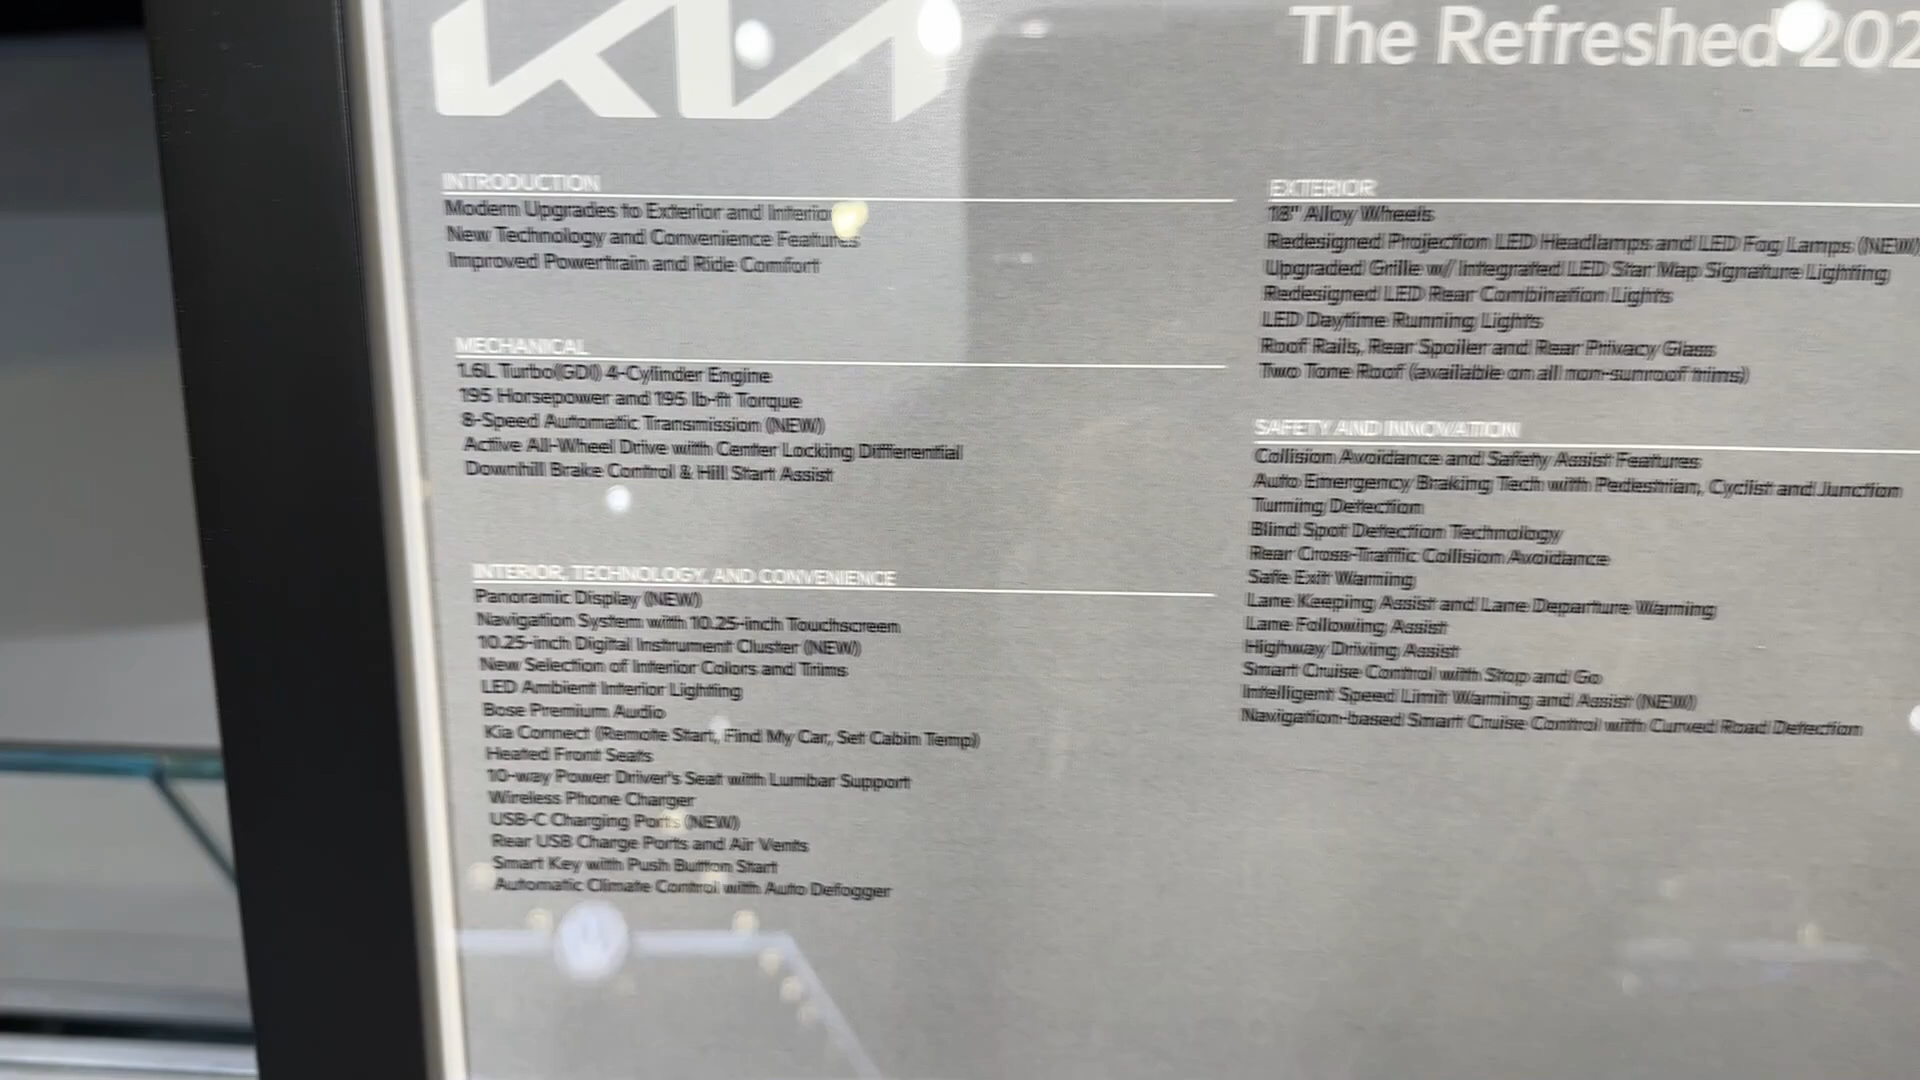 KIA
The Refreshed 202
INTRODUCTION
Modern Upgrades to Exterior and Interior
New Technology and Convenience Features
Improved Powertrain and Ride Comfort
MECHANICAL
1.6L Turbo(GDI) 4-Cylinder Engine
195 Horsepower and 195 lb-ft Torque
8-Speed Automatic Transmission (NEW)
Active All-Wheel Drive with Center Locking Differential
Downhill Brake Control & Hill Start Assist
INTERIOR, TECHNOLOGY, AND CONVENIENCE
Panoramic Display (NEW)
Navigation System with 10.25-inch Touchscreen
10.25-inch Digital Instrument Cluster (NEW)
New Selection of Interior Colors and Trims
LED Ambient Interior Lighting
Bose Premium Audio
Kia Connect (Remote Start, Find My Car, Set Cabin Temp)
Heated Front Seats
10-way Power Driver's Seat with Lumbar Support
Wireless Phone Charger
USB-C Charging Ports (NEW)
Rear USB Charge Ports and Air Vents
Smart Key with Push Button Start
Automatic Climate Control with Auto Defogger
EXTERIOR
18" Alloy Wheels
Redesigned Projection LED Headlamps and LED Fog Lamps (NEW)
Upgraded Grille w/ Integrated LED Star Map Signature Lighting
Redesigned LED Rear Combination Lights
LED Daytime Running Lights
Roof Rails, Rear Spoiler and Rear Privacy Glass
Two Tone Roof (available on all non-sunroof trims)
SAFETY AND INNOVATION
Collision Avoidance and Safety Assist Features
Auto Emergency Braking Tech with Pedestrian, Cyclist and Junction
Turning Detection
Blind Spot Detection Technology
Rear Cross-Traffic Collision Avoidance
Safe Exit Warning
Lane Keeping Assist and Lane Departure Warning
Lane Following Assist
Highway Driving Assist
Smart Cruise Control with Stop and Go
Intelligent Speed Limit Warning and Assist (NEW)
Navigation-based Smart Cruise Control with Curved Road Detection